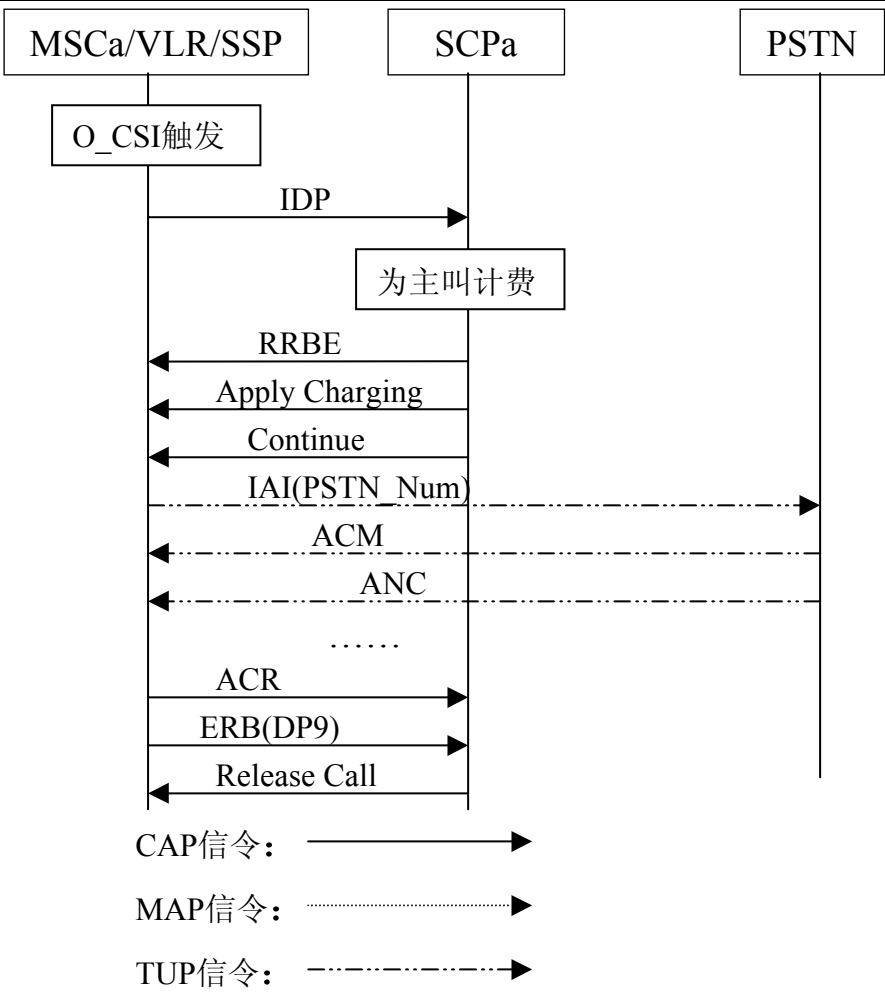 MSCa/VLR/SSP
SCPa
PSTN
O_CSI触发
IDP
为主叫计费
RRBE
Apply Charging
Continue
IAI(PSTN_Num)
ACM
ANC
......
ACR
ERB(DP9)
Release Call
CAP信令：
MAP信令：
TUP信令：